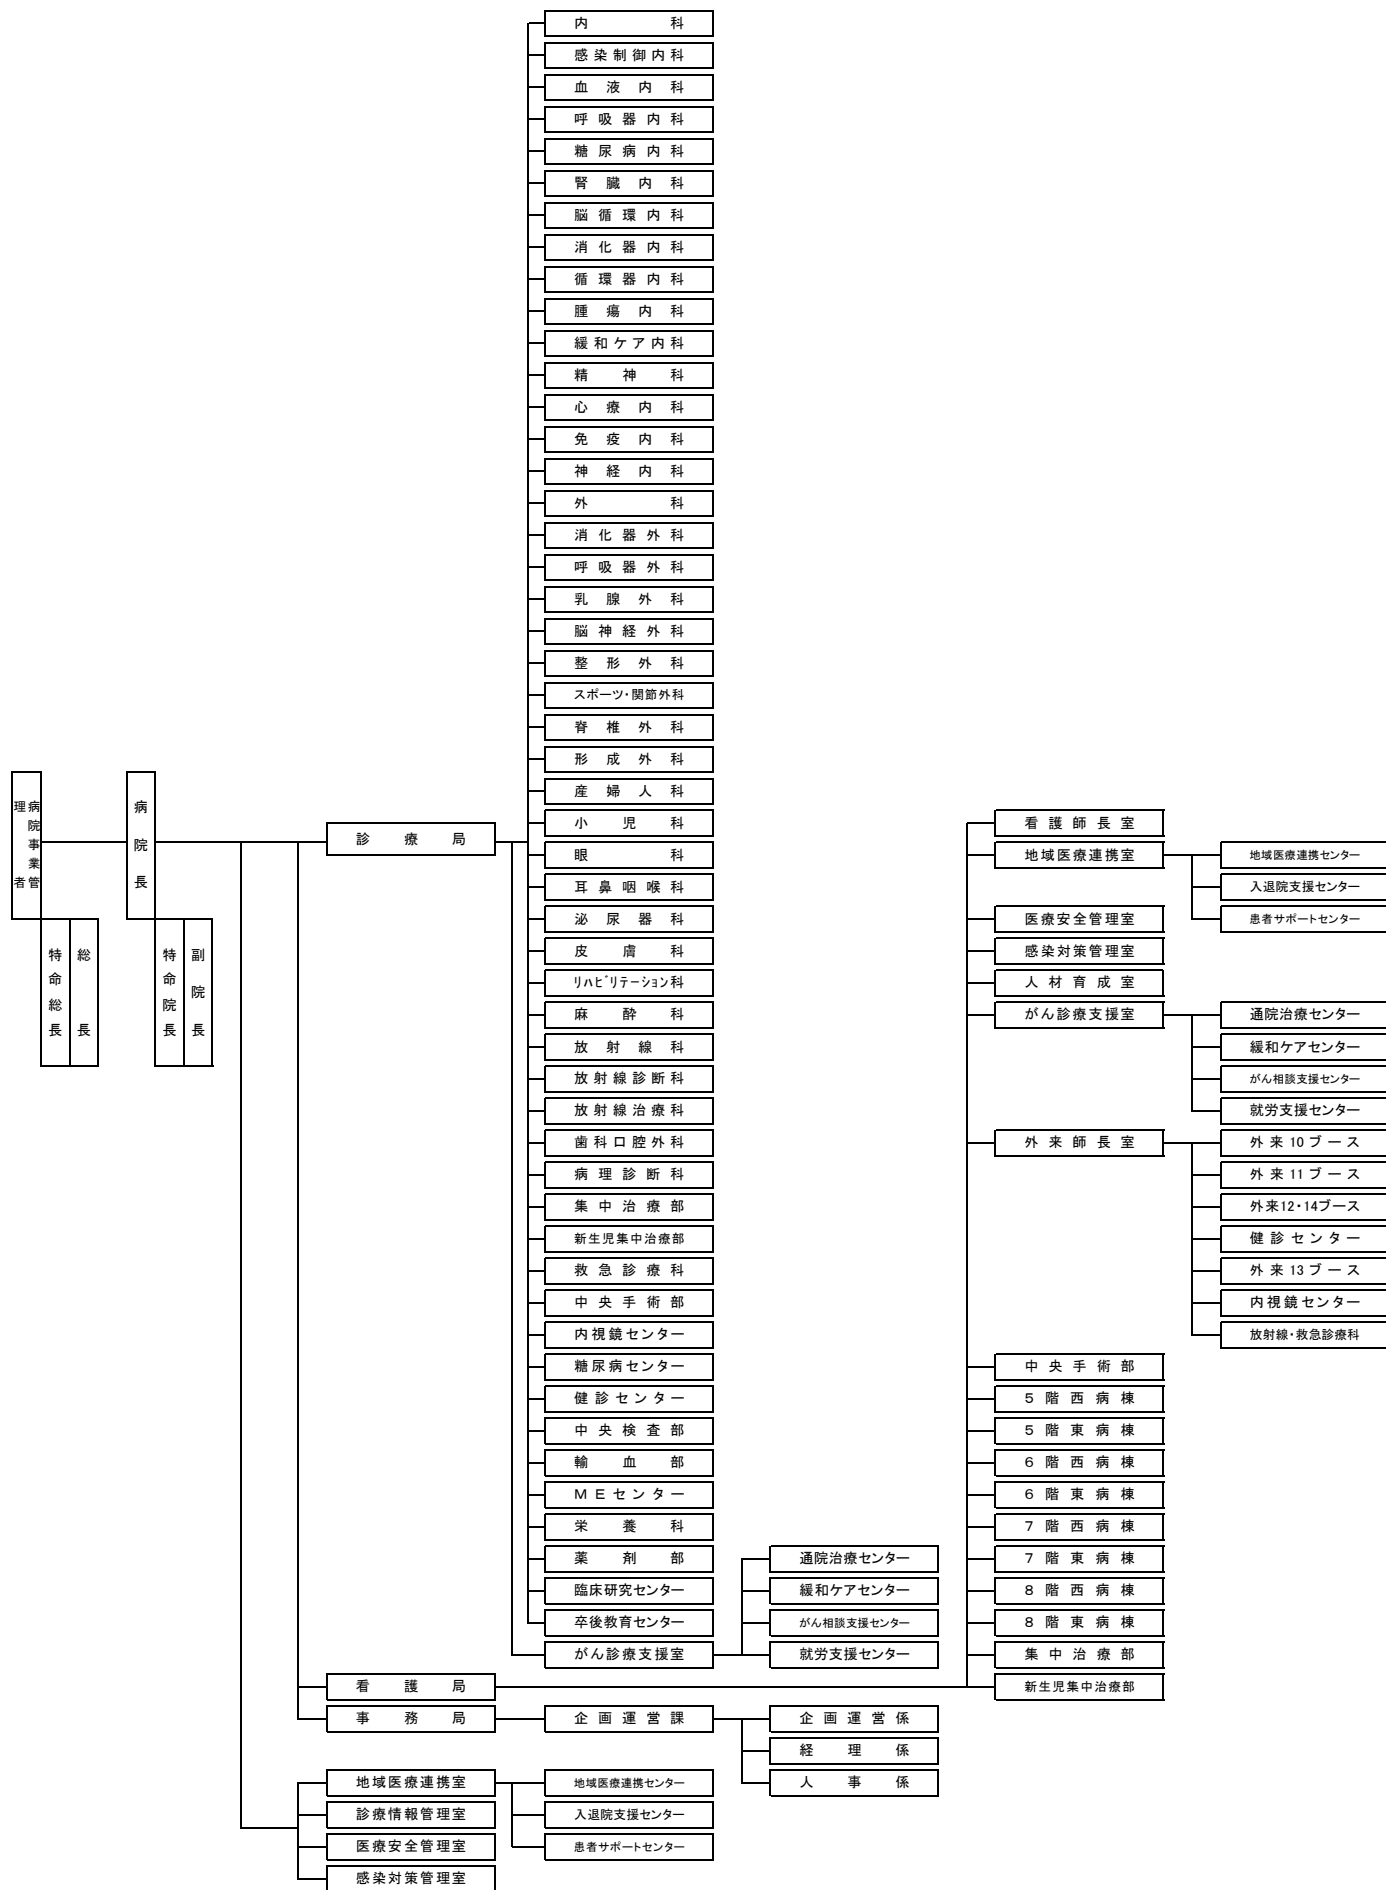 病院事業管理者
総長
特命総長
病院長
副院長
特命院長
診療局
内科
感染制御内科
血液内科
呼吸器内科
糖尿病内科
腎臓内科
脳循環内科
消化器内科
循環器内科
腫瘍内科
緩和ケア内科
精神科
心療内科
免疫内科
神経内科
外科
消化器外科
呼吸器外科
乳腺外科
脳神経外科
整形外科
スポーツ・関節外科
脊椎外科
形成外科
産婦人科
小児科
眼科
耳鼻咽喉科
泌尿器科
皮膚科
リハビリテーション科
麻酔科
放射線科
放射線診断科
放射線治療科
歯科口腔外科
病理診断科
集中治療部
新生児集中治療部
救急診療科
中央手術部
内視鏡センター
糖尿病センター
健診センター
中央検査部
輸血部
MEセンター
栄養科
薬剤部
臨床研究センター
卒後教育センター
がん診療支援室
通院治療センター
緩和ケアセンター
がん相談支援センター
就労支援センター
看護局
看護師長室
地域医療連携室
地域医療連携センター
入退院支援センター
患者サポートセンター
医療安全管理室
感染対策管理室
人材育成室
がん診療支援室
通院治療センター
緩和ケアセンター
がん相談支援センター
就労支援センター
外来師長室
外来10ブース
外来11ブース
外来12・14ブース
健診センター
外来13ブース
内視鏡センター
放射線・救急診療科
中央手術部
5階西病棟
5階東病棟
6階西病棟
6階東病棟
7階西病棟
7階東病棟
8階西病棟
8階東病棟
集中治療部
新生児集中治療部
事務局
企画運営課
企画運営係
経理係
人事係
地域医療連携室
地域医療連携センター
入退院支援センター
患者サポートセンター
診療情報管理室
医療安全管理室
感染対策管理室